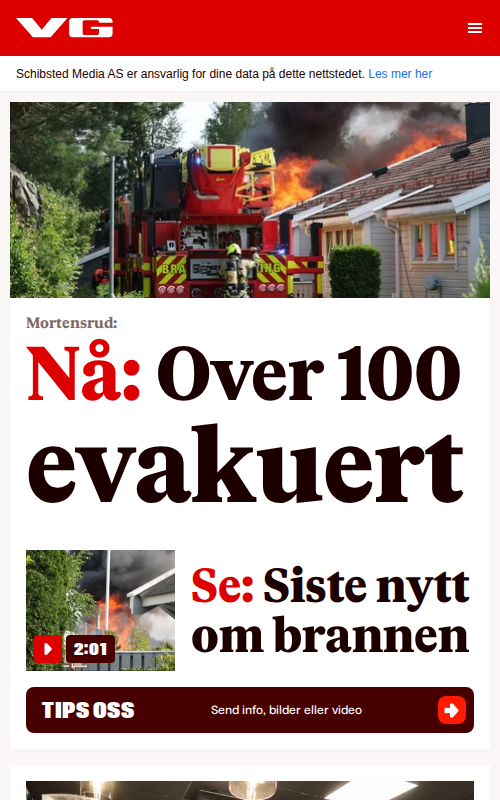 VG
Schibsted Media AS er ansvarlig for dine data på dette nettstedet. Les mer her
Mortensrud:
Nå: Over 100
evakuert
Se: Siste nytt
om brannen
2:01
TIPS OSS
Send info, bilder eller video